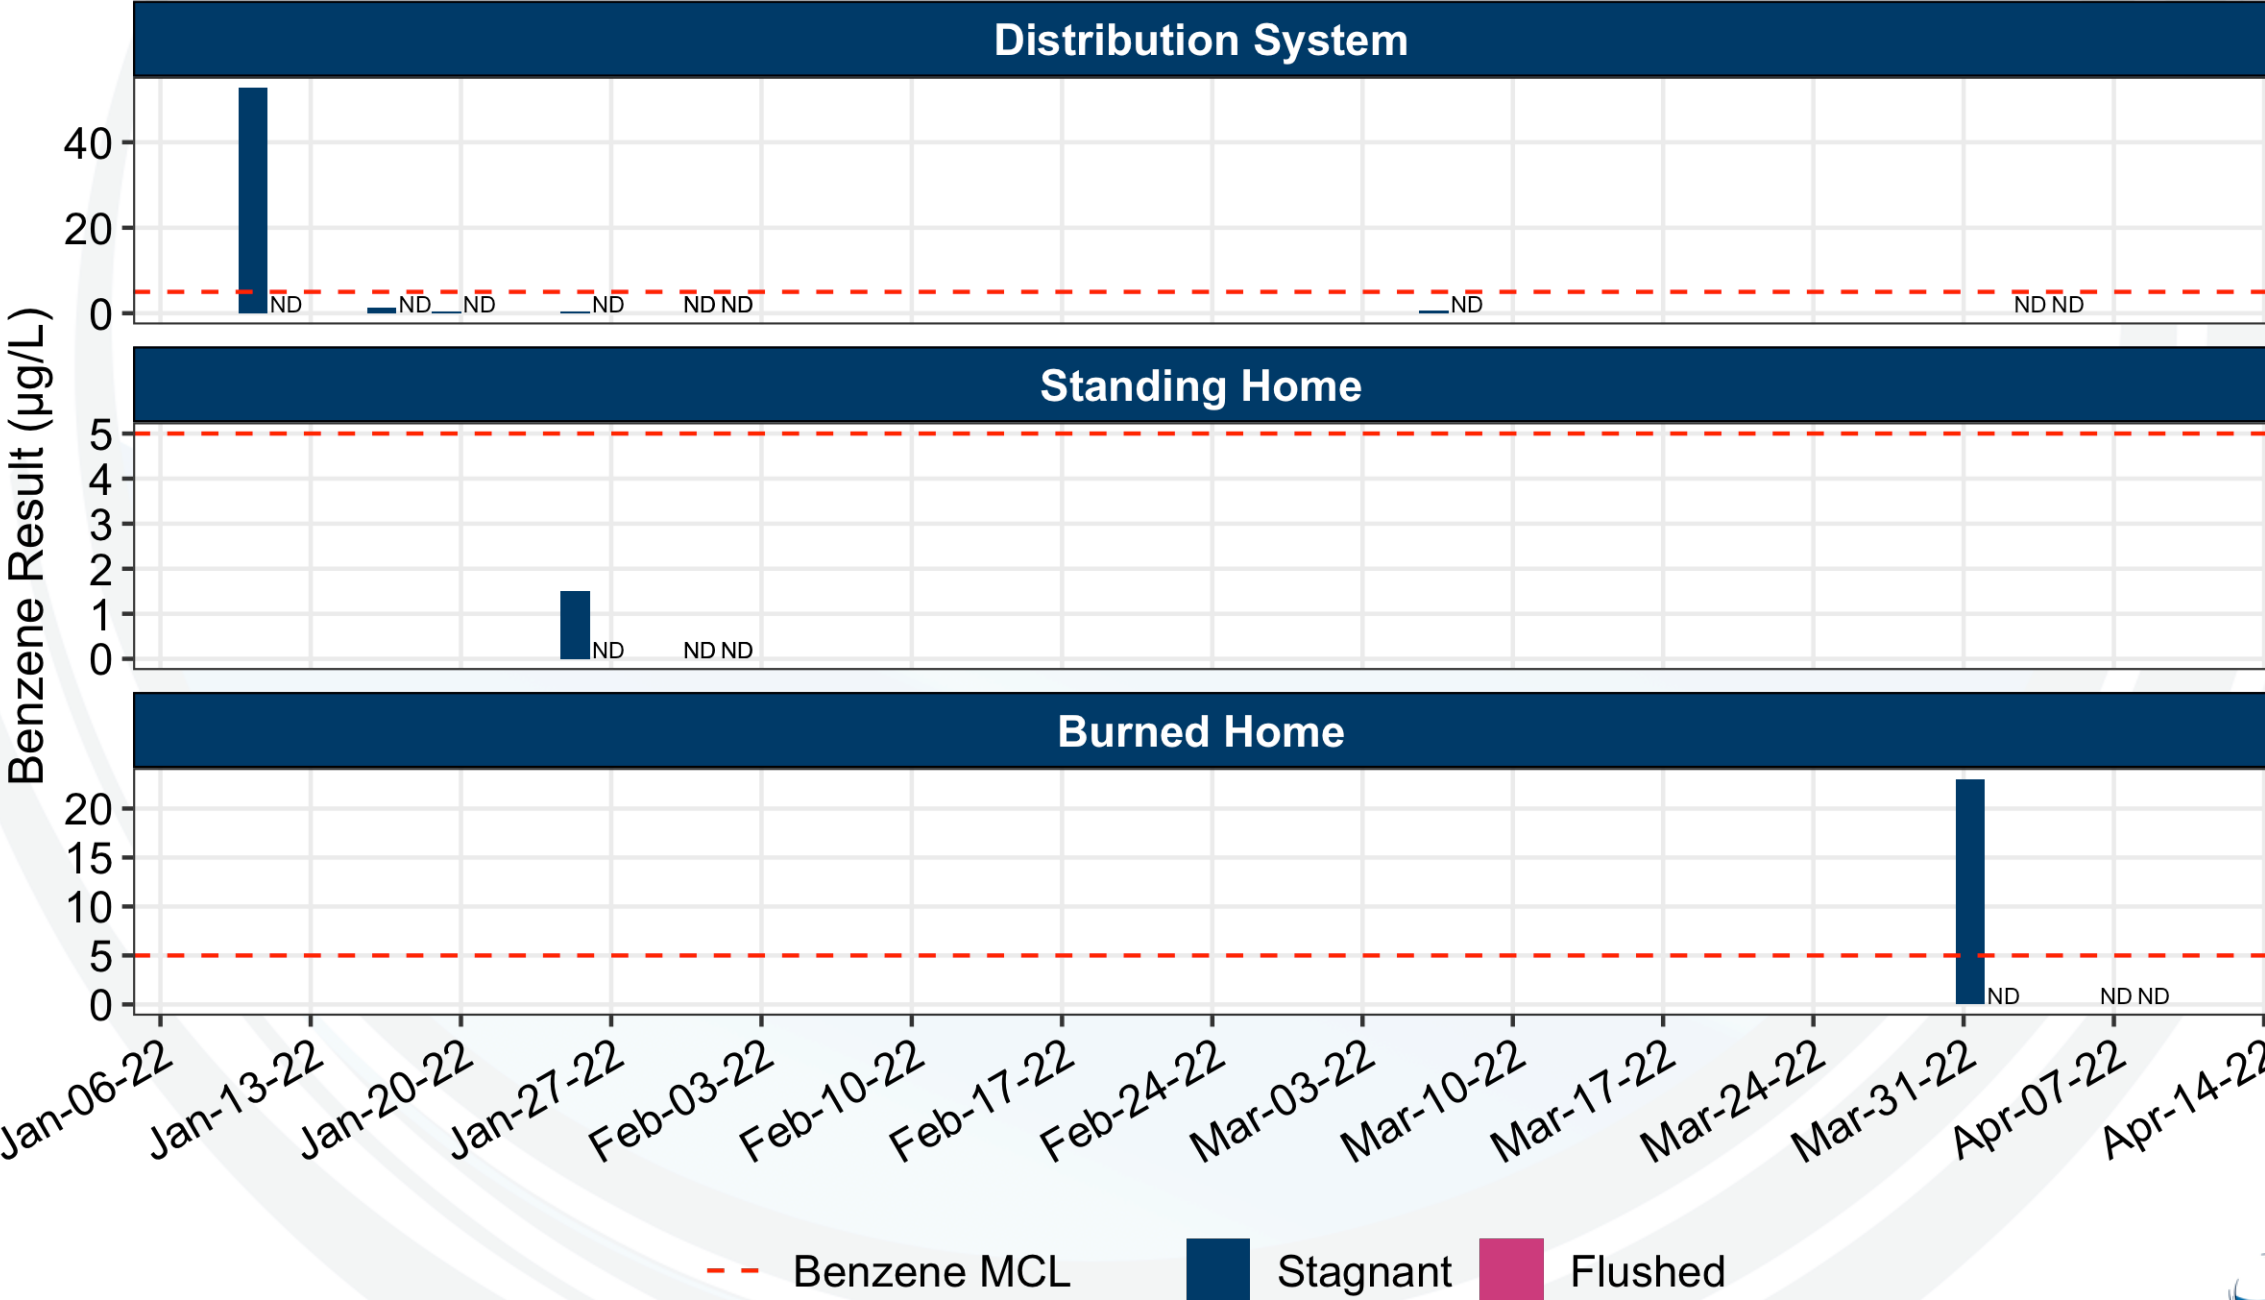 Distribution System
40
20
0
ND
ND
ND
ND
ND ND
ND
ND ND
Benzene Result (µg/L)
Standing Home
5
4
3
2
1
0
ND
ND ND
Burned Home
20
15
10
5
0
ND
ND ND
Jan-06-22
Jan-13-22
Jan-20-22
Jan-27-22
Feb-03-22
Feb-10-22
Feb-17-22
Feb-24-22
Mar-03-22
Mar-10-22
Mar-17-22
Mar-24-22
Mar-31-22
Apr-07-22
Apr-14-22
Benzene MCL
Stagnant
Flushed